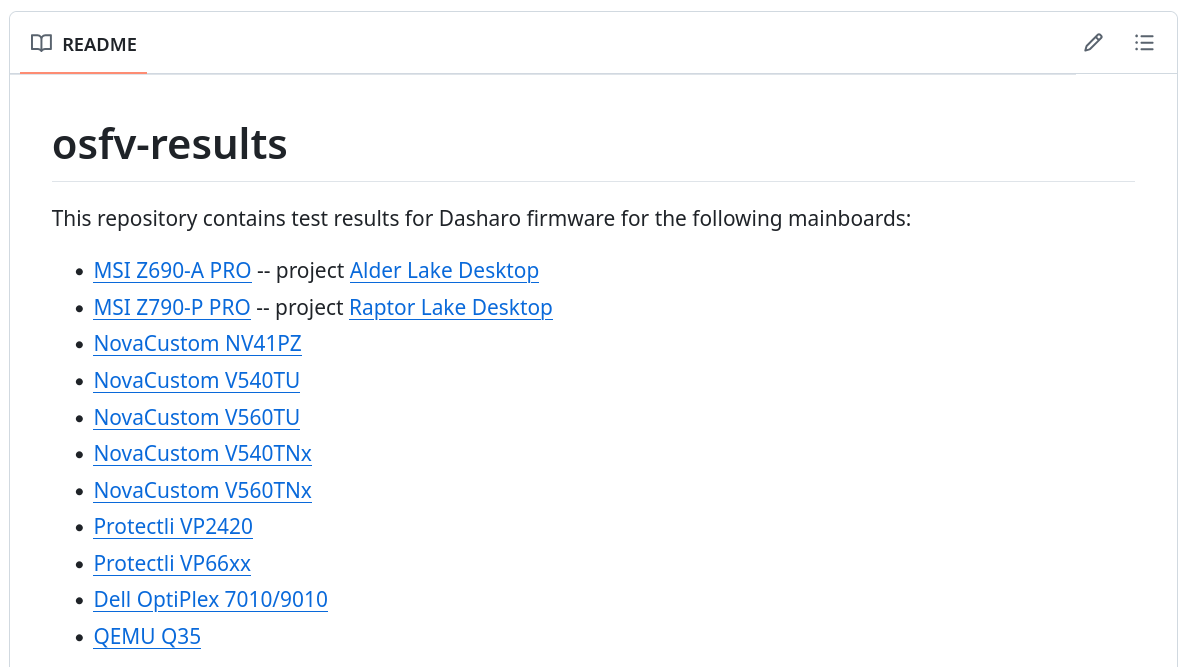 README
osfv-results
This repository contains test results for Dasharo firmware for the following mainboards:
• MSI Z690-A PRO -- project Alder Lake Desktop
• MSI Z790-P PRO -- project Raptor Lake Desktop
• NovaCustom NV41PZ
• NovaCustom V540TU
• NovaCustom V560TU
• NovaCustom V540TNx
• NovaCustom V560TNx
• Protectli VP2420
• Protectli VP66xx
• Dell OptiPlex 7010/9010
• QEMU Q35